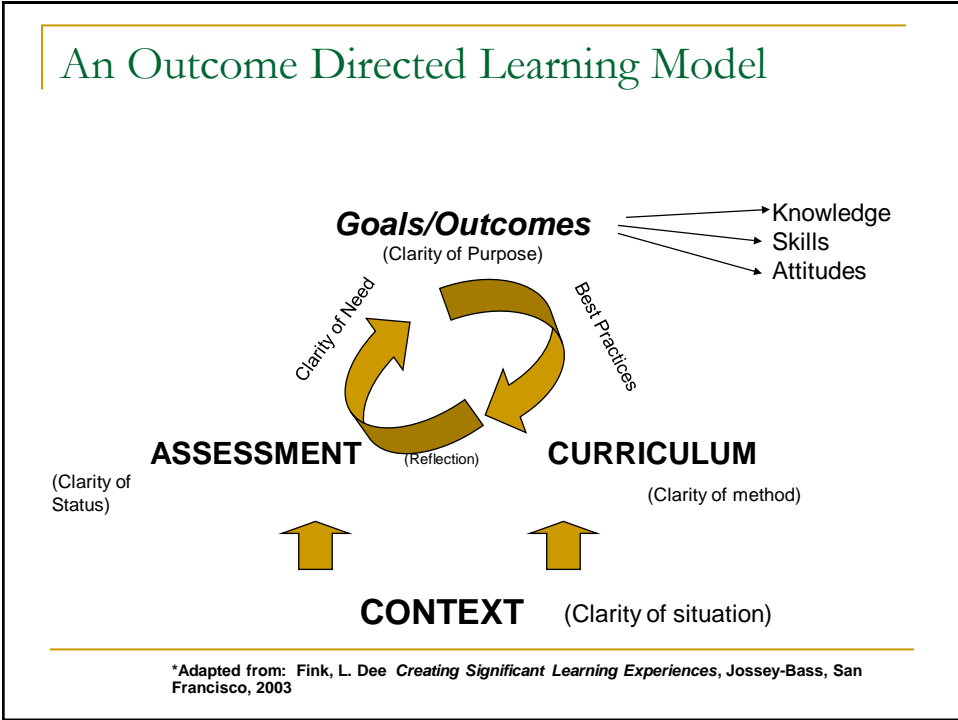 An Outcome Directed Learning Model
Goals/Outcomes
(Clarity of Purpose)
Knowledge
Skills
Attitudes
Clarity of Need
Best Practices
ASSESSMENT
(Reflection)
CURRICULUM
(Clarity of
Status)
(Clarity of method)
CONTEXT (Clarity of situation)
*Adapted from: Fink, L. Dee Creating Significant Learning Experiences, Jossey-Bass, San
Francisco, 2003